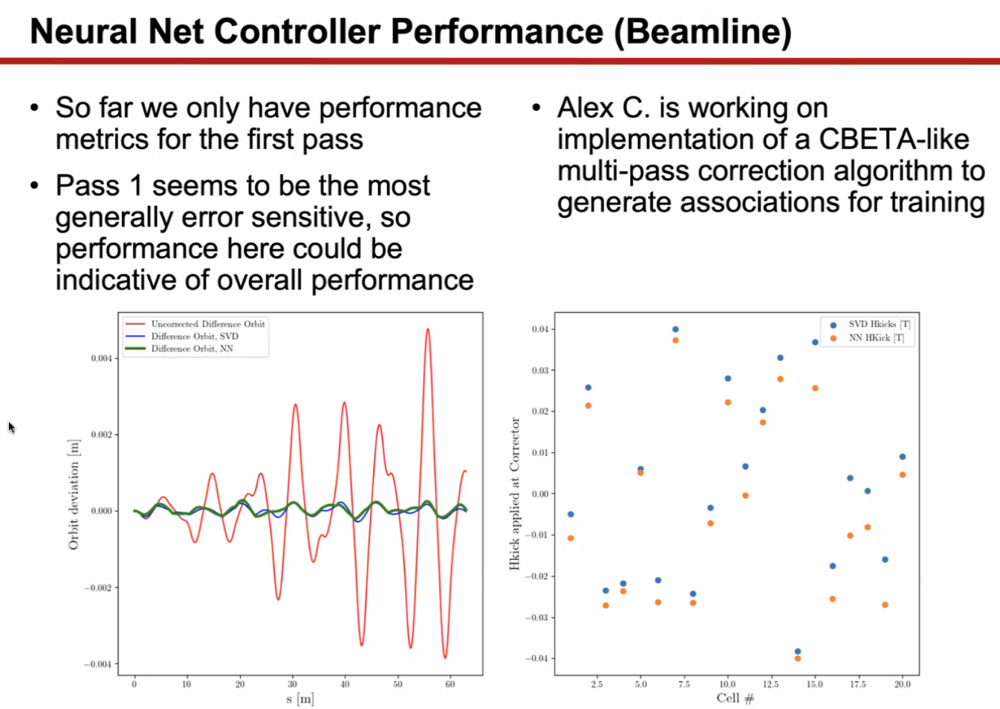 Neural Net Controller Performance (Beamline)
• So far we only have performance
metrics for the first pass
• Pass 1 seems to be the most
generally error sensitive, so
performance here could be
indicative of overall performance
• Alex C. is working on
implementation of a CBETA-like
multi-pass correction algorithm to
generate associations for training
Uncorrected Difference Orbit
Difference Orbit, SVD
Difference Orbit, NN
Orbit deviation [m]
0.004
0.002
0.000
−0.002
−0.004
0 10 20 30 40 50 60
s [m]
SVD Hkicks [T]
NN HKick [T]
Hkick applied at Corrector
0.04
0.03
0.02
0.01
0.00
−0.01
−0.02
−0.03
−0.04
2.5 5.0 7.5 10.0 12.5 15.0 17.5 20.0
Cell #